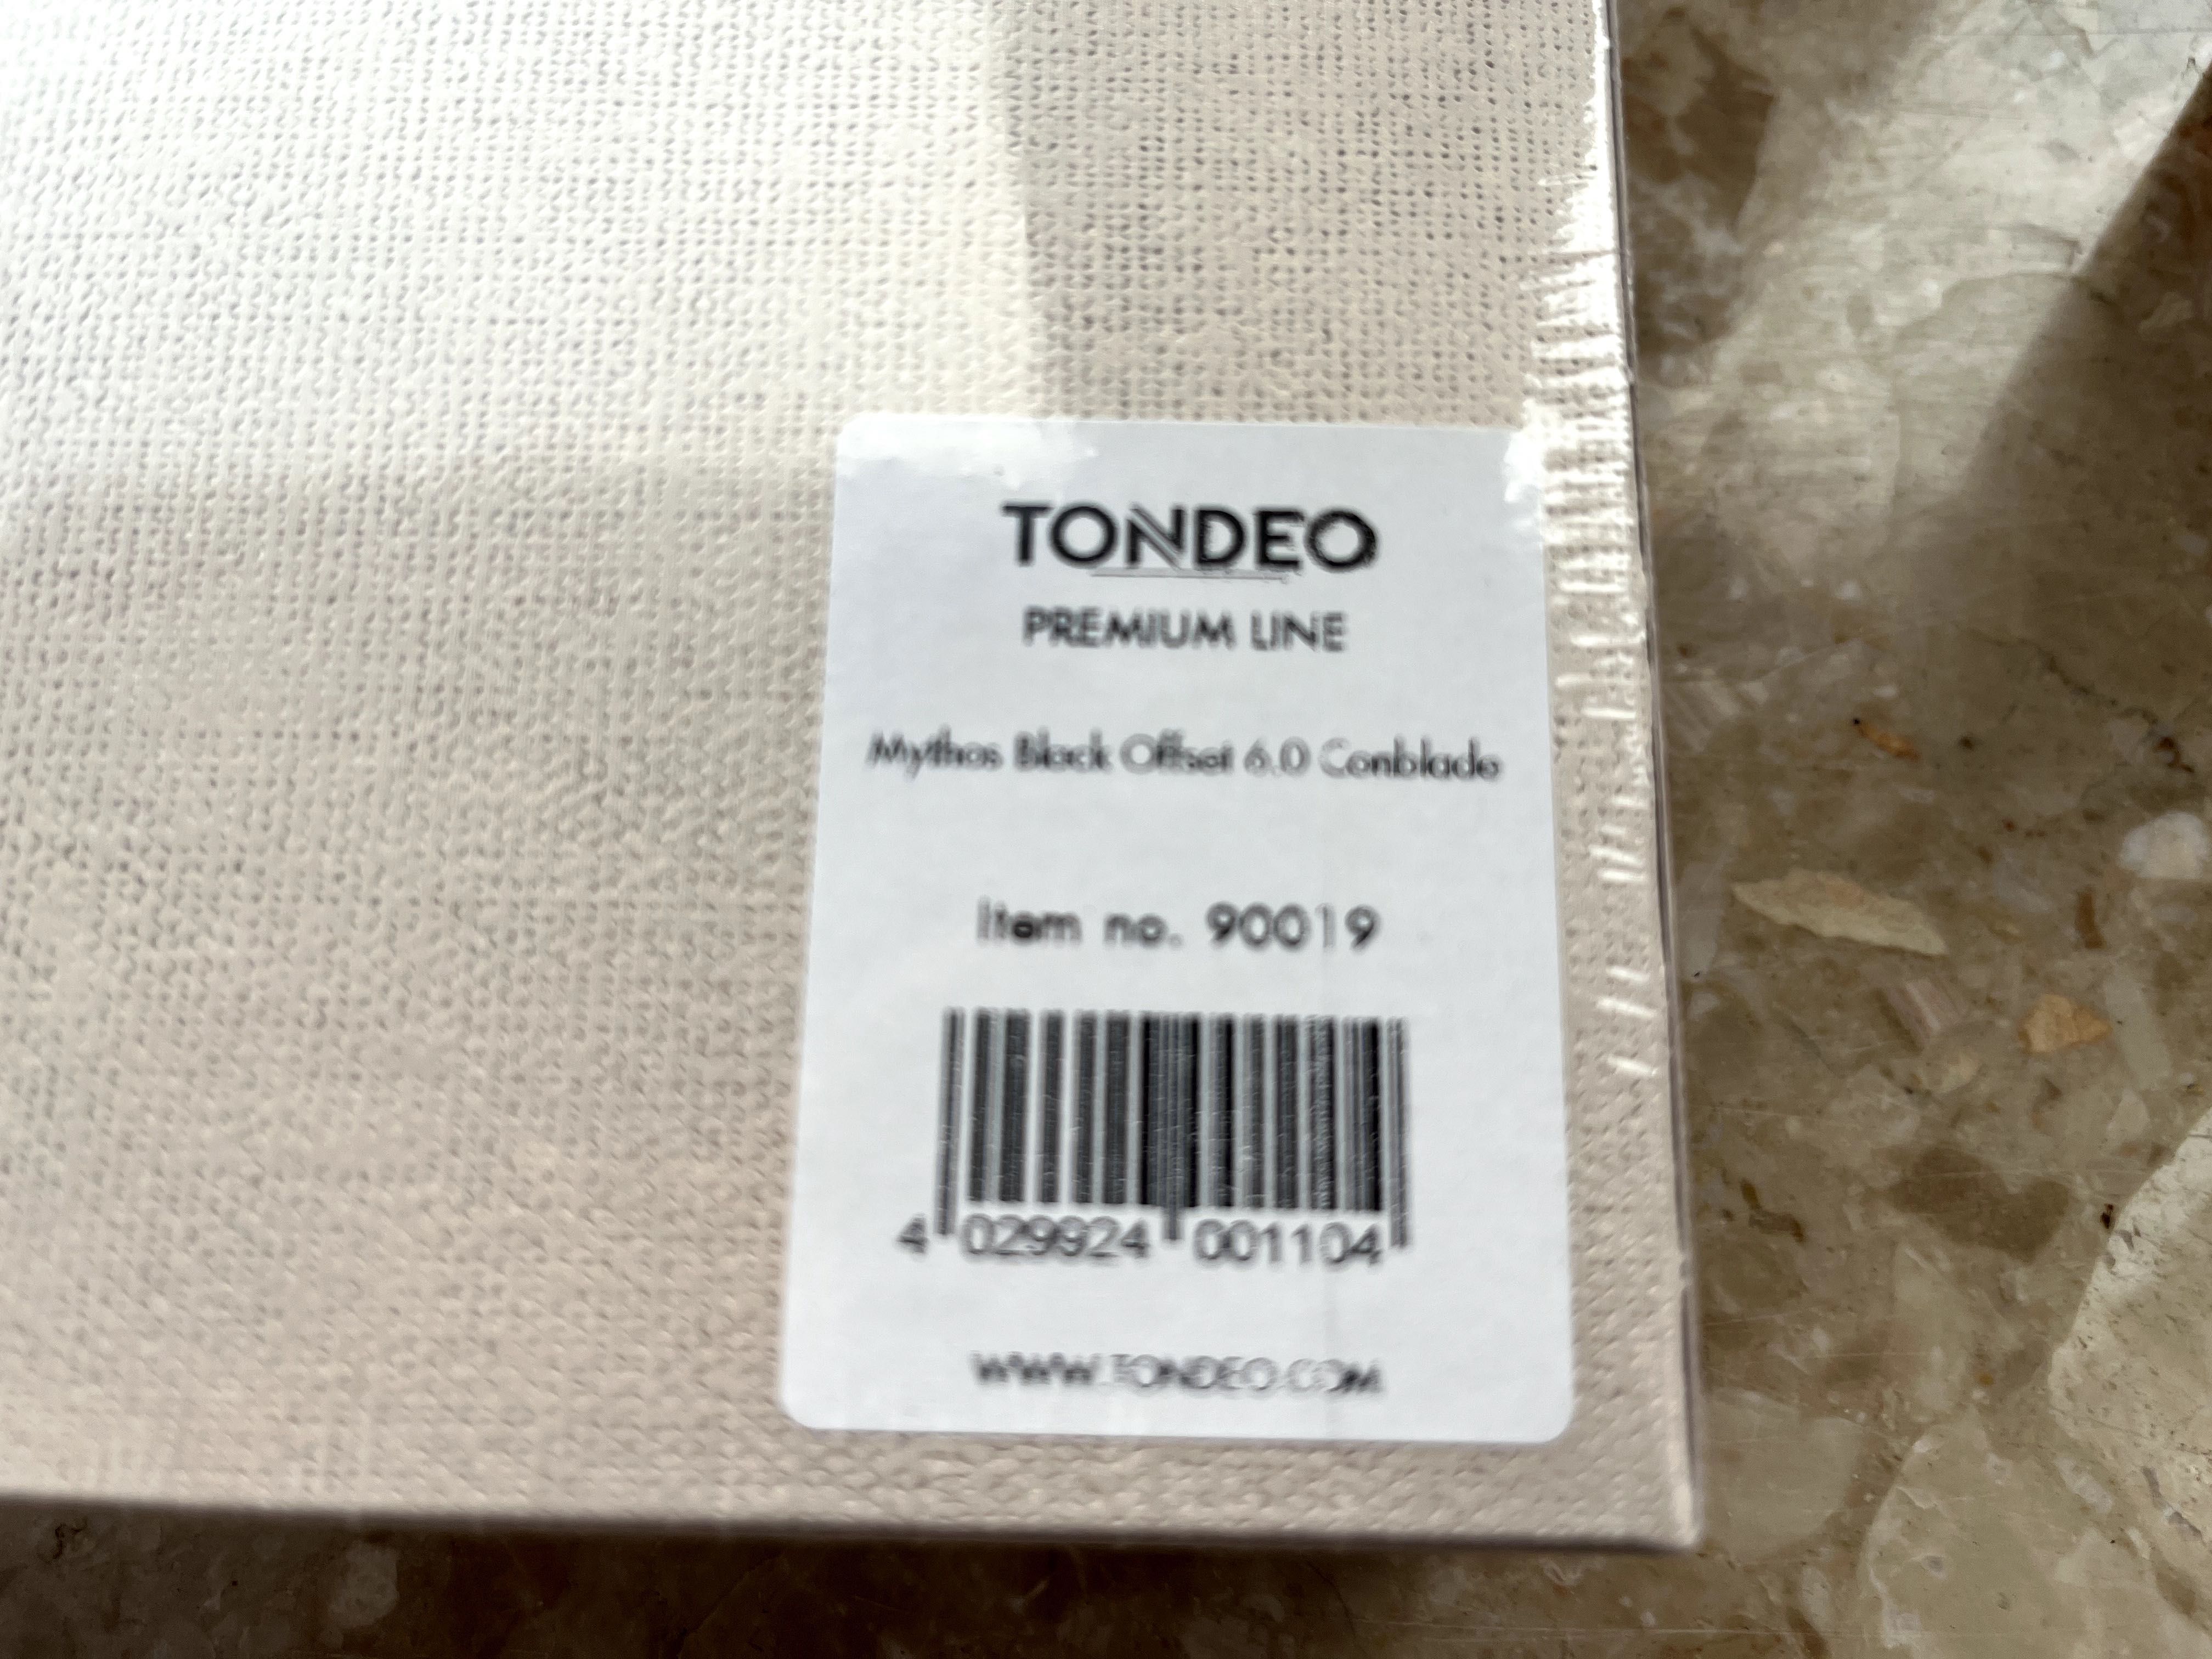 TONDEO
PREMIUM LINE
Mythos Black Offset 6.0 Conblade
Item no. 90019
4 029924 001104
WWW.TONDEO.COM